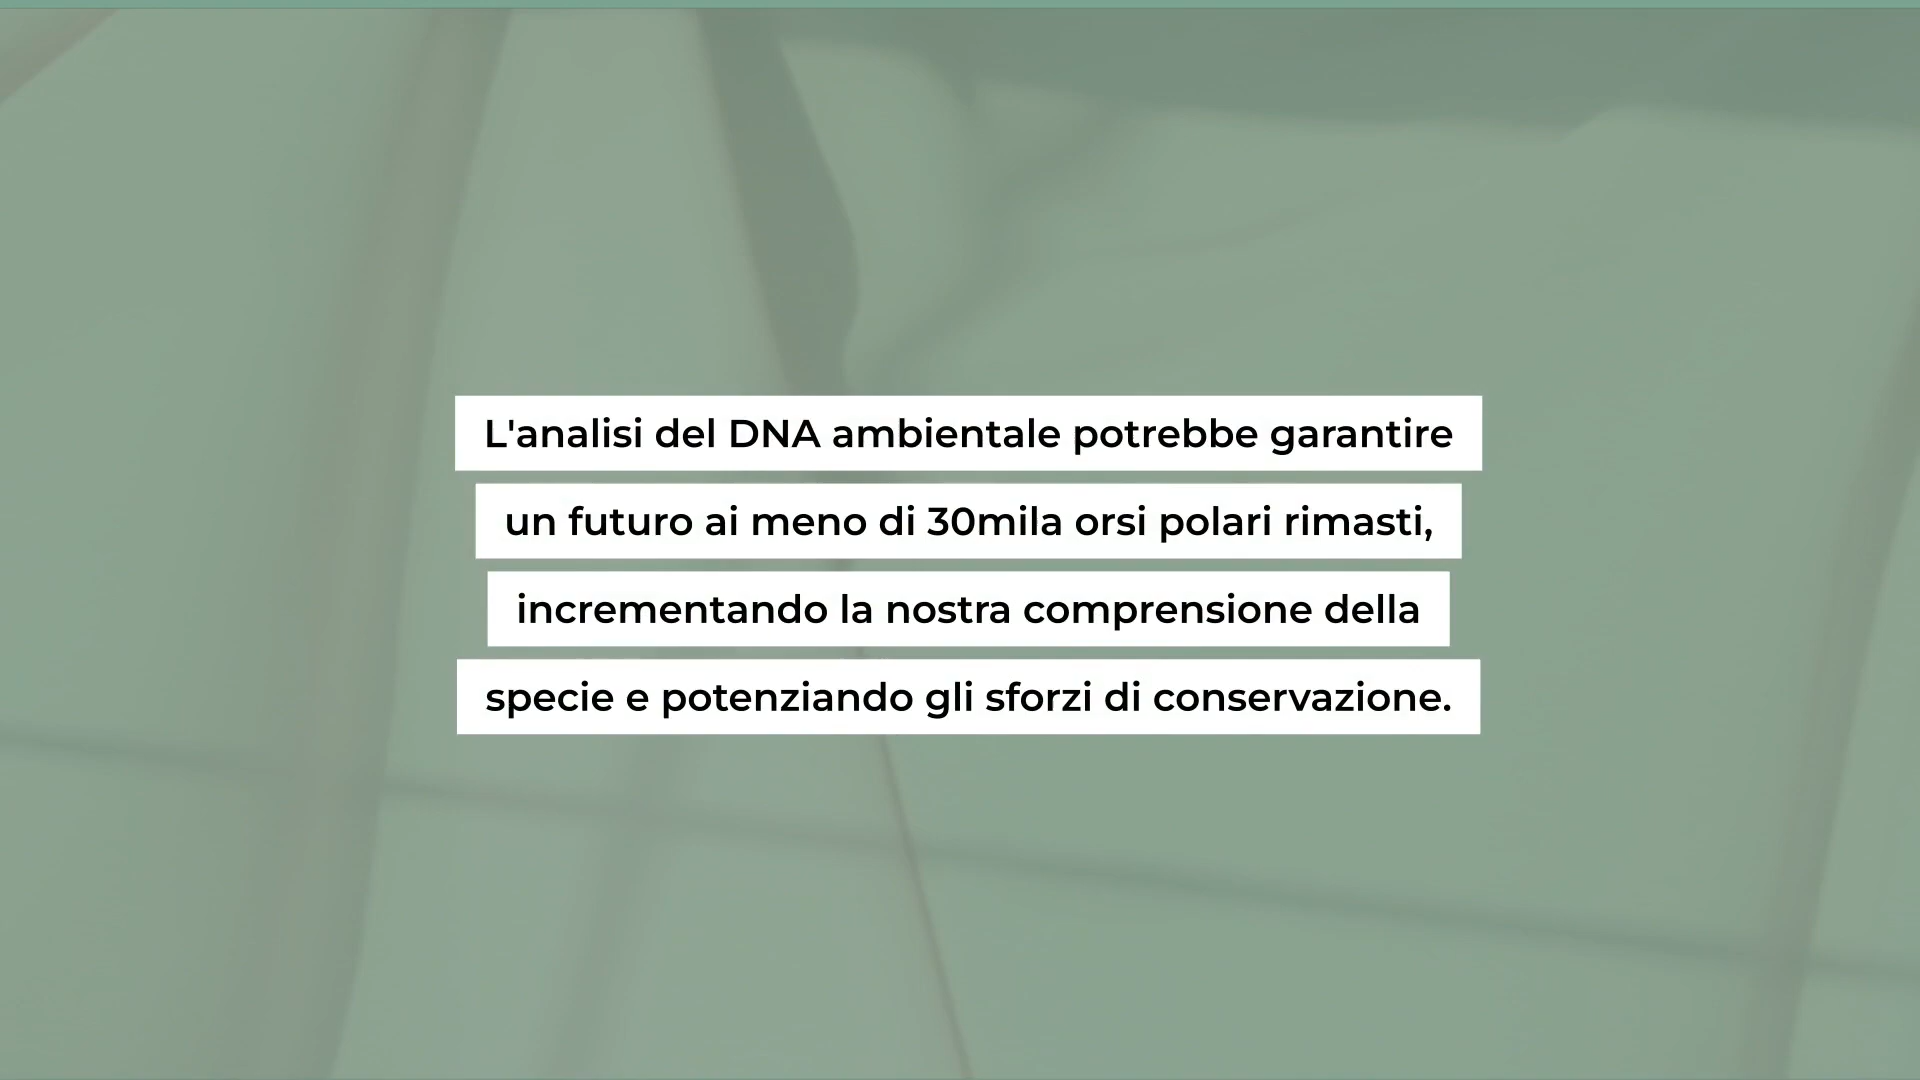 L'analisi del DNA ambientale potrebbe garantire
un futuro ai meno di 30mila orsi polari rimasti,
incrementando la nostra comprensione della
specie e potenziando gli sforzi di conservazione.